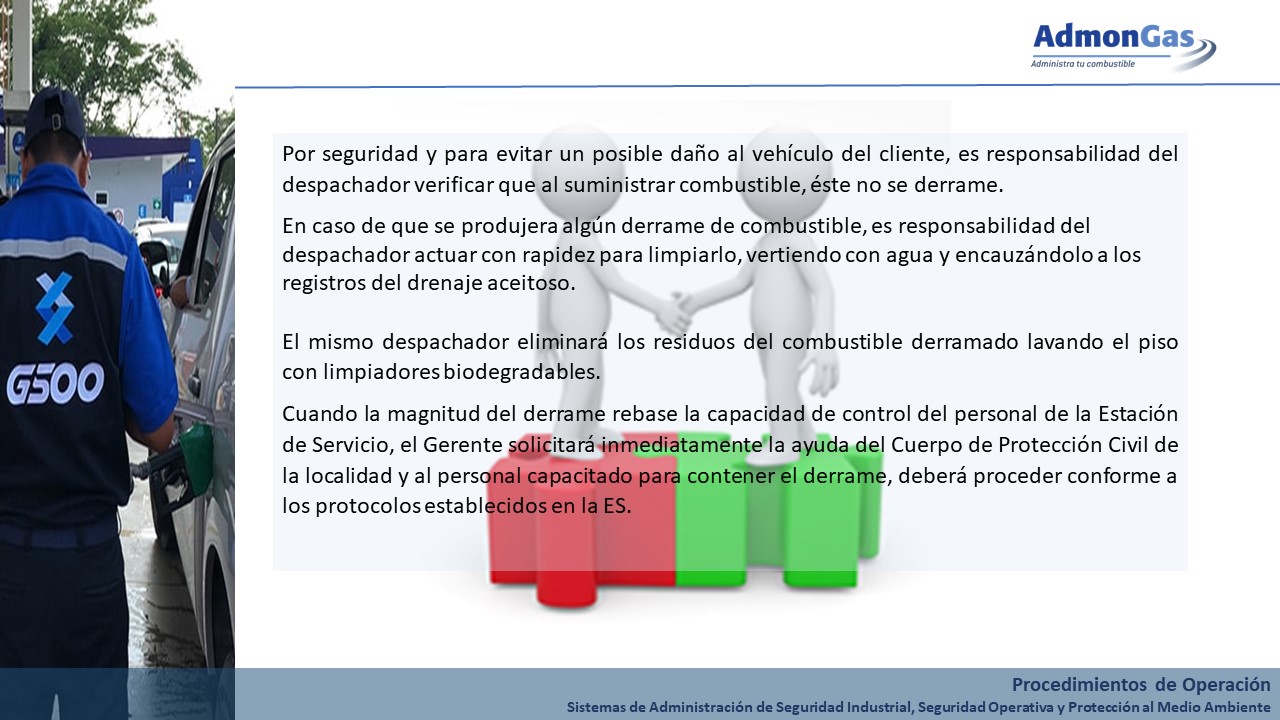 AdmonGas
Administra tu combustible
Por seguridad y para evitar un posible daño al vehículo del cliente, es responsabilidad del
despachador verificar que al suministrar combustible, éste no se derrame.
En caso de que se produjera algún derrame de combustible, es responsabilidad del
despachador actuar con rapidez para limpiarlo, vertiendo con agua y encauzándolo a los
registros del drenaje aceitoso.
El mismo despachador eliminará los residuos del combustible derramado lavando el piso
con limpiadores biodegradables.
Cuando la magnitud del derrame rebase la capacidad de control del personal de la Estación
de Servicio, el Gerente solicitará inmediatamente la ayuda del Cuerpo de Protección Civil de
la localidad y al personal capacitado para contener el derrame, deberá proceder conforme a
los protocolos establecidos en la ES.
G500
Procedimientos de Operación
Sistemas de Administración de Seguridad Industrial, Seguridad Operativa y Protección al Medio Ambiente